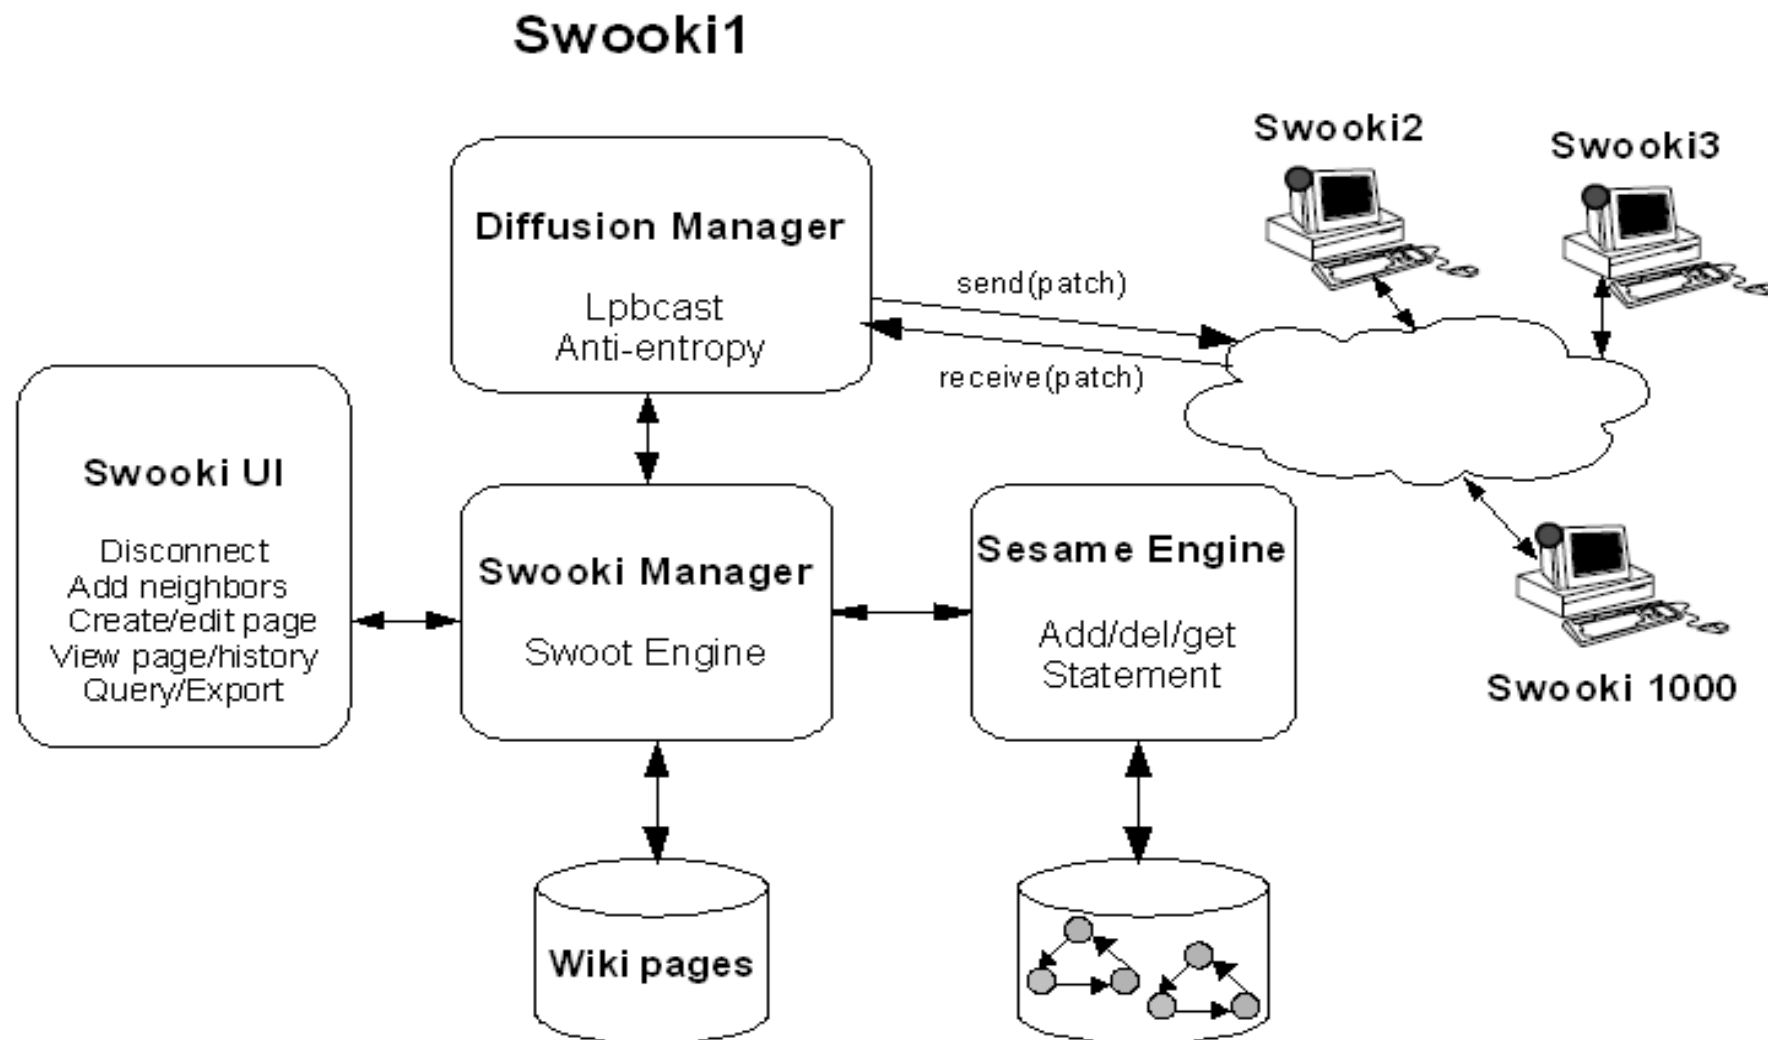 Swooki1
Swooki2
Swooki3
Diffusion Manager
Lpbcast
Anti-entropy
send(patch)
receive(patch)
Swooki UI
Disconnect
Add neighbors
Create/edit page
View page/history
Query/Export
Swooki Manager
Swoot Engine
Sesame Engine
Add/del/get
Statement
Swooki 1000
Wiki pages